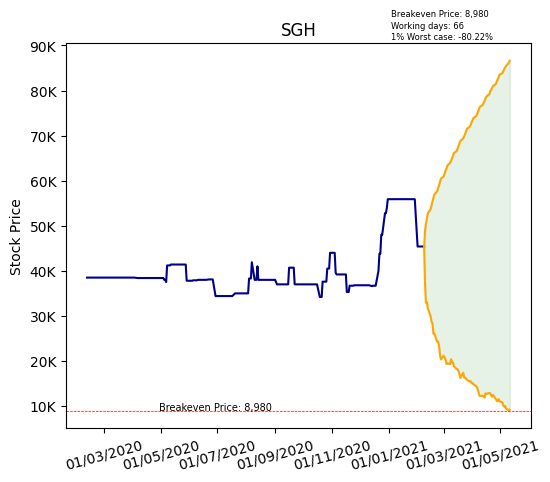 Breakeven Price: 8,980
Working days: 66
1% Worst case: -80.22%
SGH
90K
80K
70K
60K
50K
40K
30K
20K
10K
Stock Price
Breakeven Price: 8,980
01/03/2020
01/05/2020
01/07/2020
01/09/2020
01/11/2020
01/01/2021
01/03/2021
01/05/2021